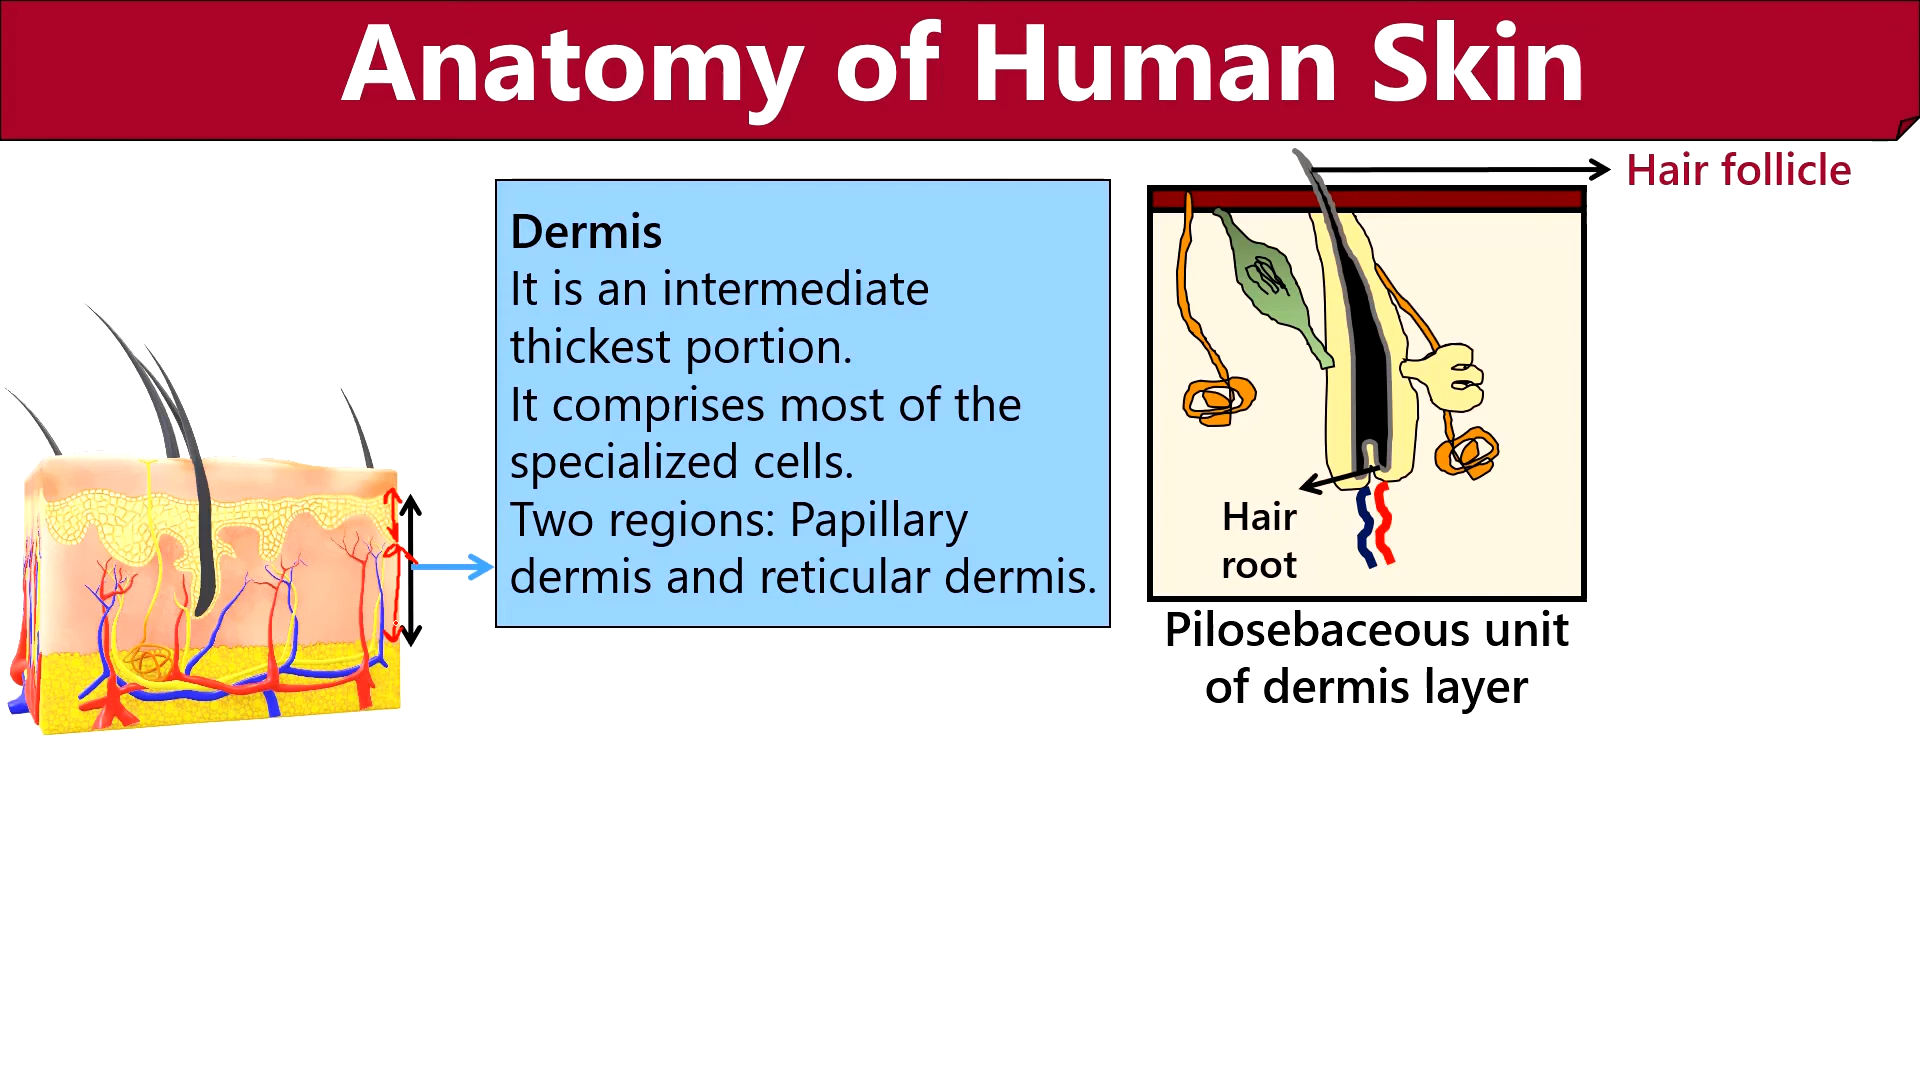 Anatomy of Human Skin
Hair follicle
Dermis
It is an intermediate
thickest portion.
It comprises most of the
specialized cells.
Two regions: Papillary
dermis and reticular dermis.
Hair
root
Pilosebaceous unit
of dermis layer